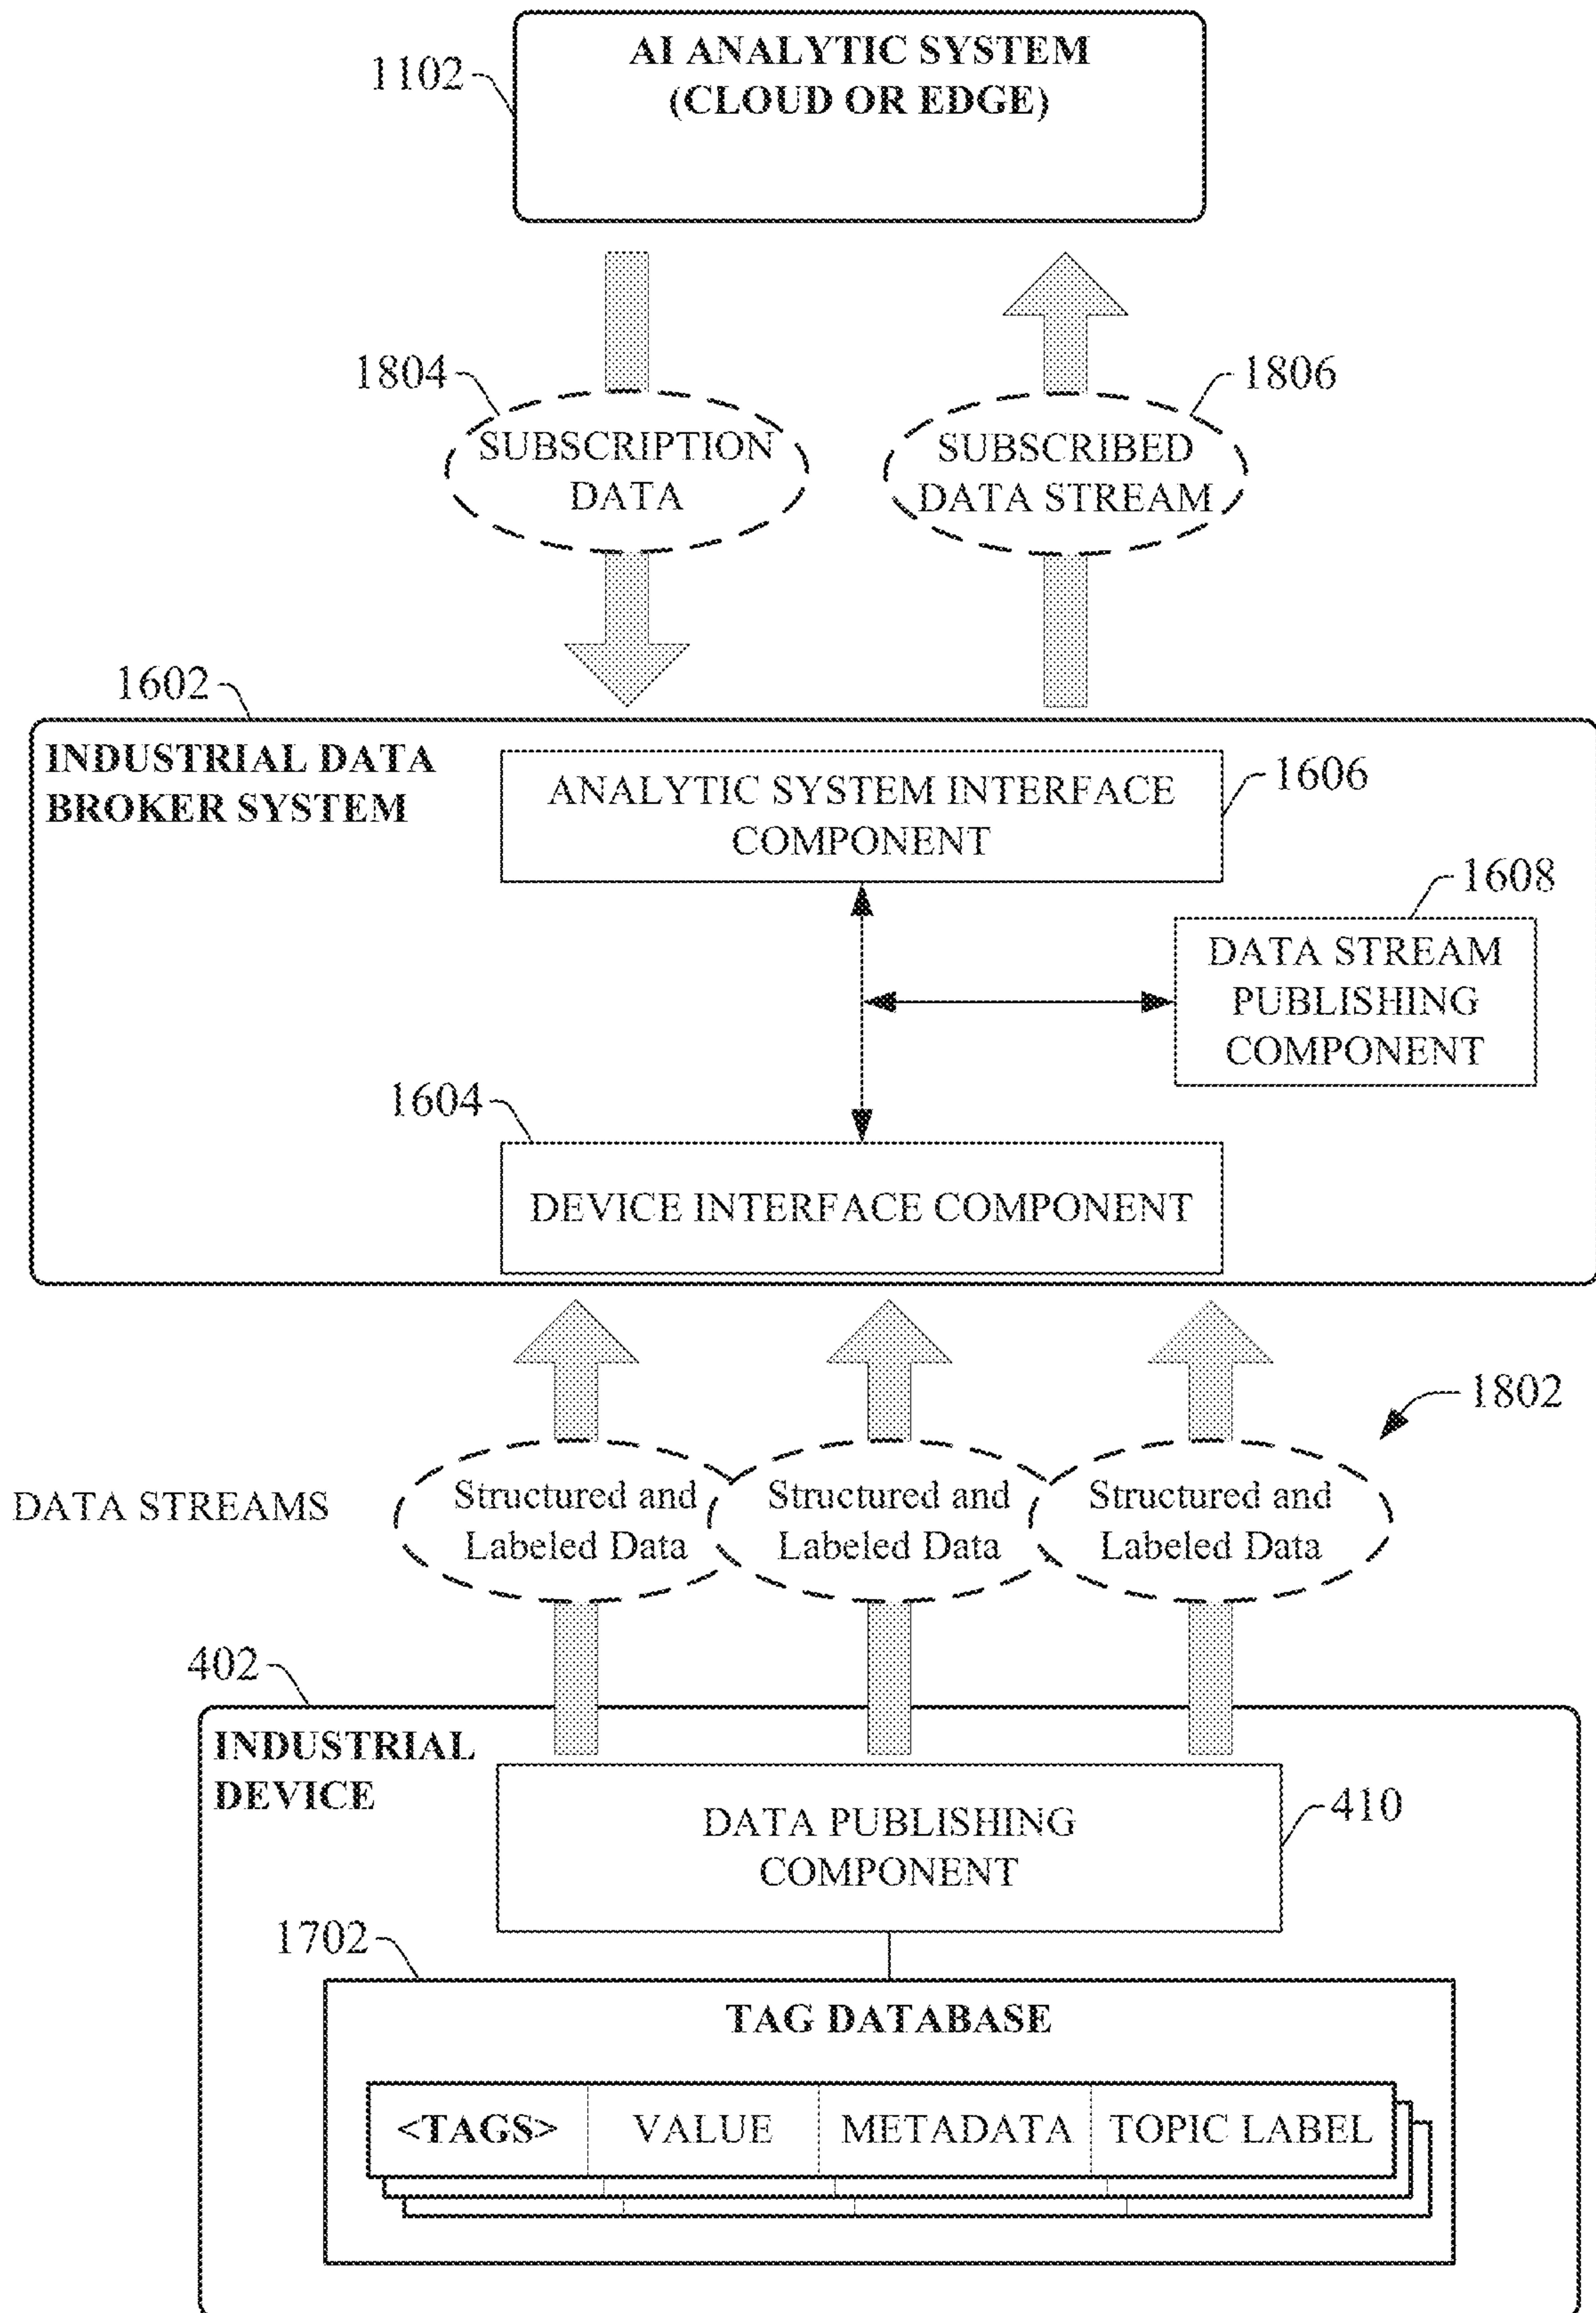 AI ANALYTIC SYSTEM
(CLOUD OR EDGE)
1102
1804
SUBSCRIPTION
DATA
1806
SUBSCRIBED
DATA STREAM
1602
INDUSTRIAL DATA
BROKER SYSTEM
ANALYTIC SYSTEM INTERFACE
COMPONENT
1606
1608
DATA STREAM
PUBLISHING
COMPONENT
1604
DEVICE INTERFACE COMPONENT
1802
DATA STREAMS
Structured and
Labeled Data
Structured and
Labeled Data
Structured and
Labeled Data
402
INDUSTRIAL
DEVICE
DATA PUBLISHING
COMPONENT
410
1702
TAG DATABASE
<TAGS> VALUE METADATA TOPIC LABEL